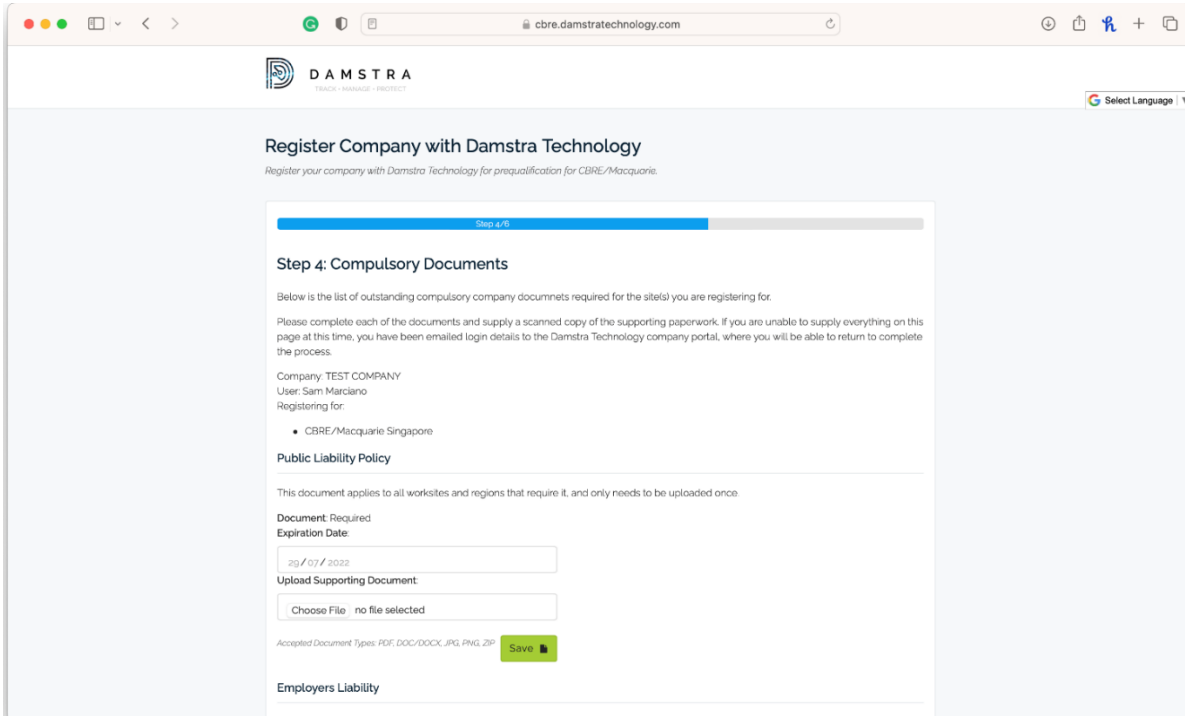 cbre.damstratechnology.com
DAMSTRA
TRACK • MANAGE • PROTECT
Select Language
Register Company with Damstra Technology
Register your company with Damstra Technology for prequalification for CBRE/Macquarie.
Step 4/6
Step 4: Compulsory Documents
Below is the list of outstanding compulsory company documnets required for the site(s) you are registering for.
Please complete each of the documents and supply a scanned copy of the supporting paperwork. If you are unable to supply everything on this
page at this time, you have been emailed login details to the Damstra Technology company portal, where you will be able to return to complete
the process.
Company: TEST COMPANY
User: Sam Marciano
Registering for:
• CBRE/Macquarie Singapore
Public Liability Policy
This document applies to all worksites and regions that require it, and only needs to be uploaded once.
Document: Required
Expiration Date:
29/07/2022
Upload Supporting Document:
Choose File no file selected
Accepted Document Types: PDF, DOC/DOCX, JPG, PNG, ZIP
Save
Employers Liability